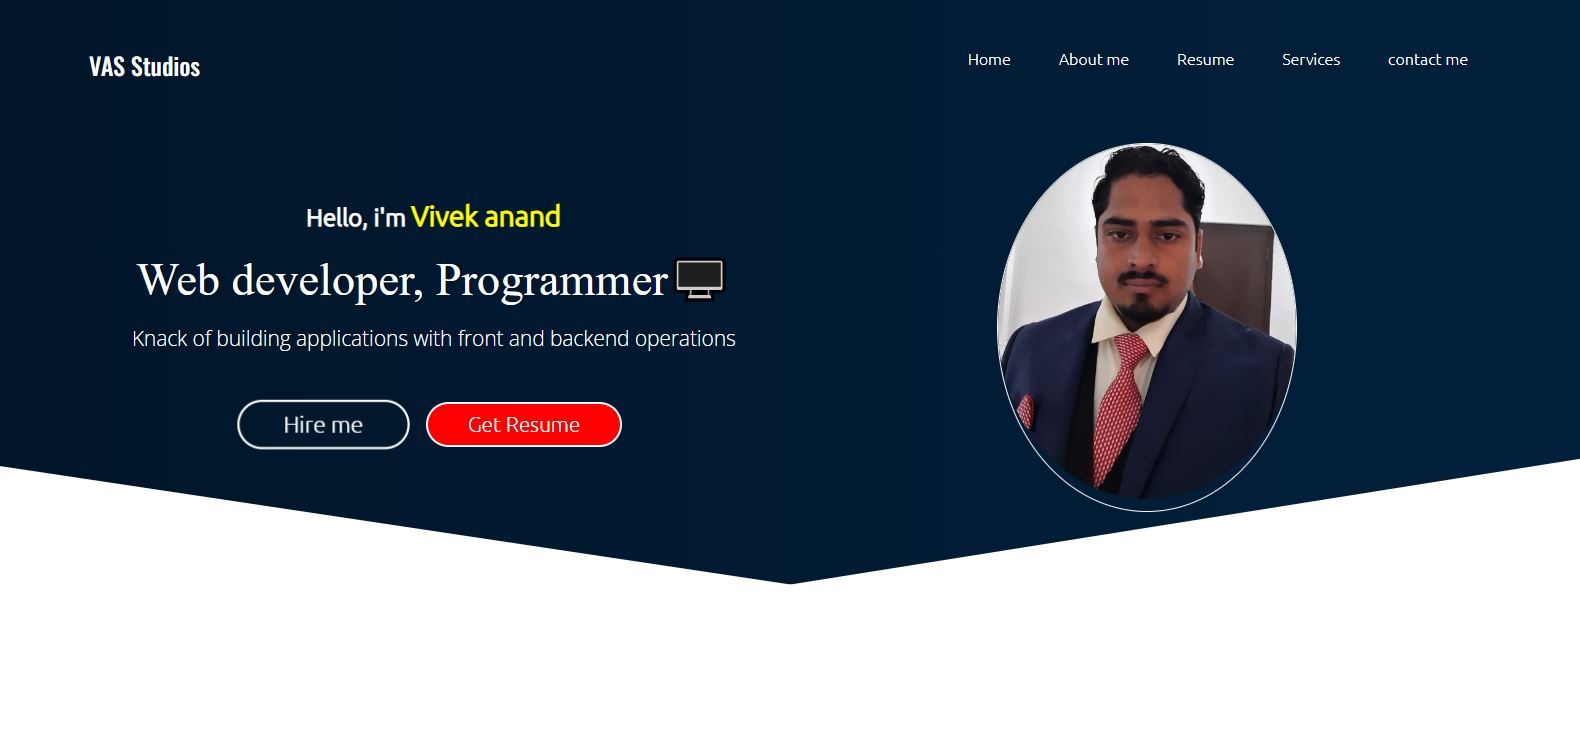 VAS Studios
Home About me Resume Services contact me
Hello, i'm Vivek anand
Web developer, Programmer
Knack of building applications with front and backend operations
Hire me Get Resume